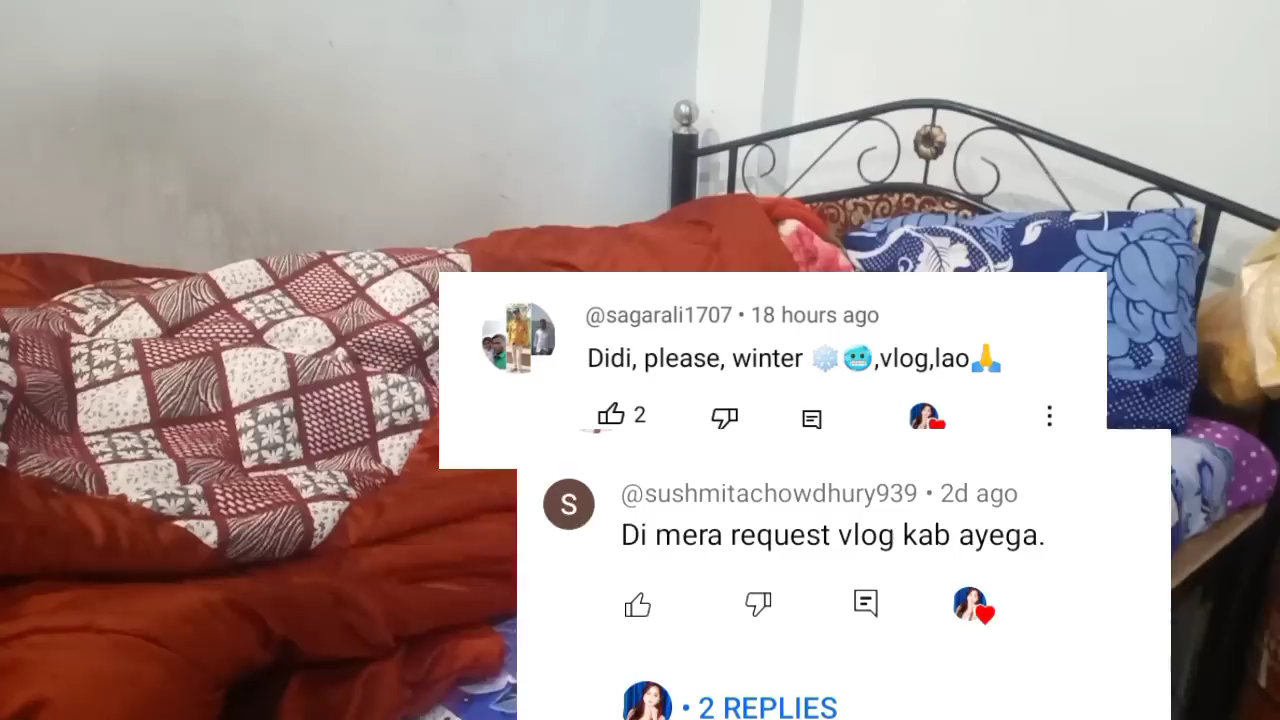 @sagarali1707 • 18 hours ago
Didi, please, winter ❄️🥶,vlog,lao🙏
2
S
@sushmitachowdhury939 • 2d ago
Di mera request vlog kab ayega.
• 2 REPLIES